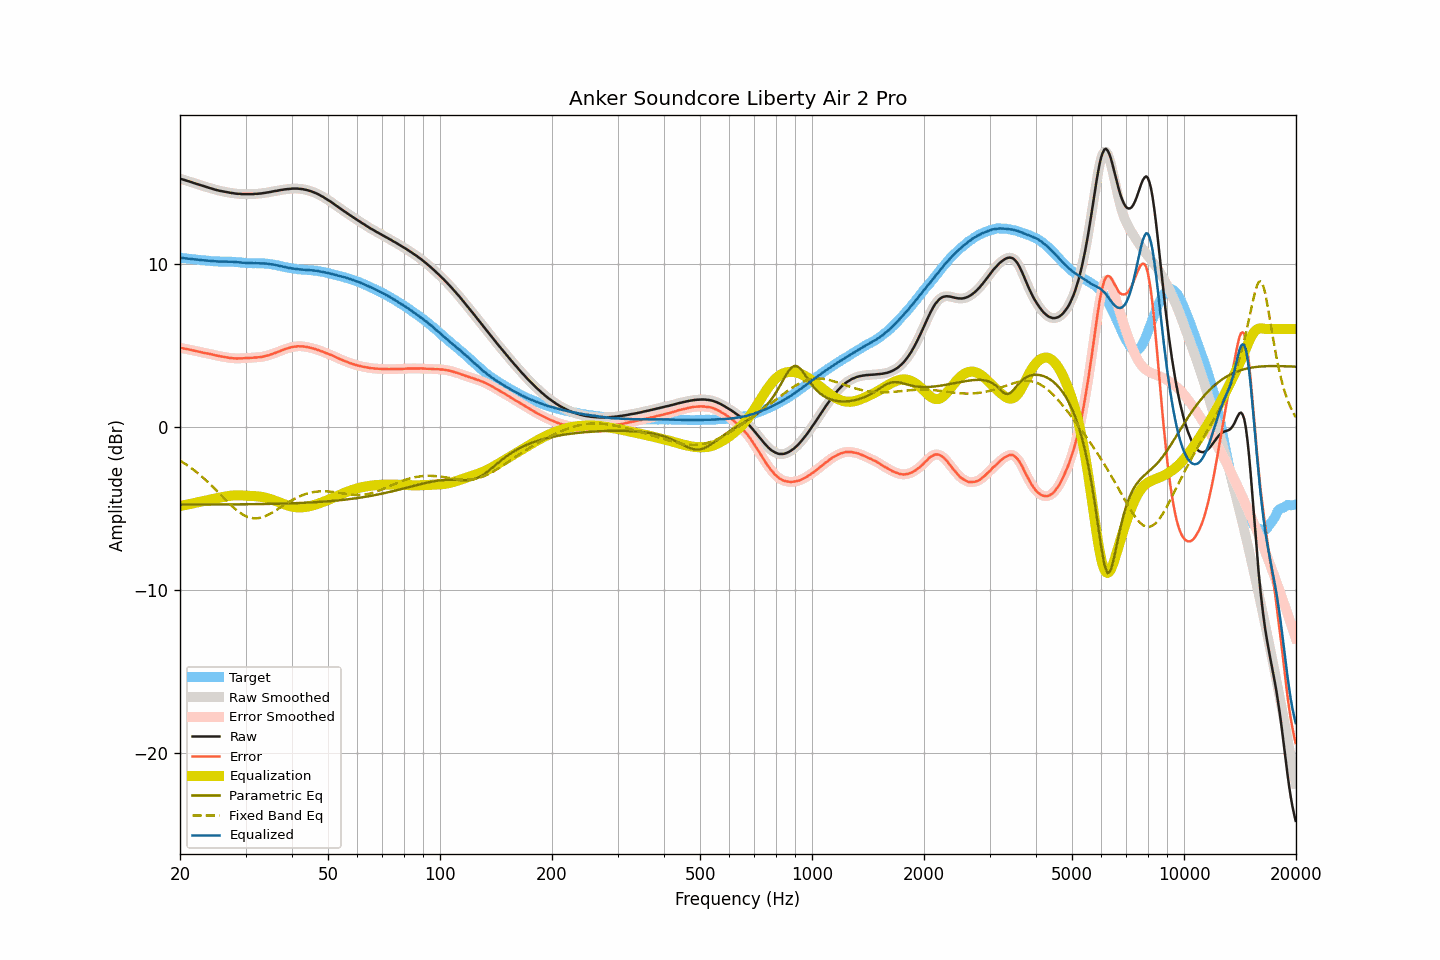 Anker Soundcore Liberty Air 2 Pro
Amplitude (dBr)
10
0
−10
−20
Target
Raw Smoothed
Error Smoothed
Raw
Error
Equalization
Parametric Eq
Fixed Band Eq
Equalized
20 50 100 200 500 1000 2000 5000 10000 20000
Frequency (Hz)